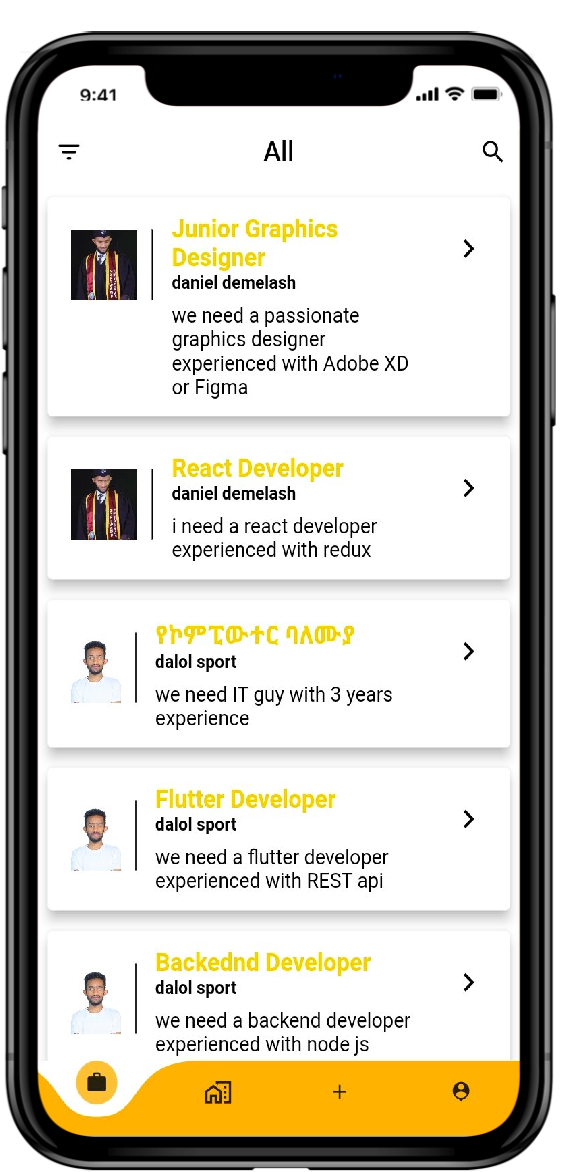 9:41
All
Junior Graphics
Designer
daniel demelash
we need a passionate
graphics designer
experienced with Adobe XD
or Figma
React Developer
daniel demelash
i need a react developer
experienced with redux
የኮምፒውተር ባለሙያ
dalol sport
we need IT guy with 3 years
experience
Flutter Developer
dalol sport
we need a flutter developer
experienced with REST api
Backednd Developer
dalol sport
we need a backend developer
experienced with node js